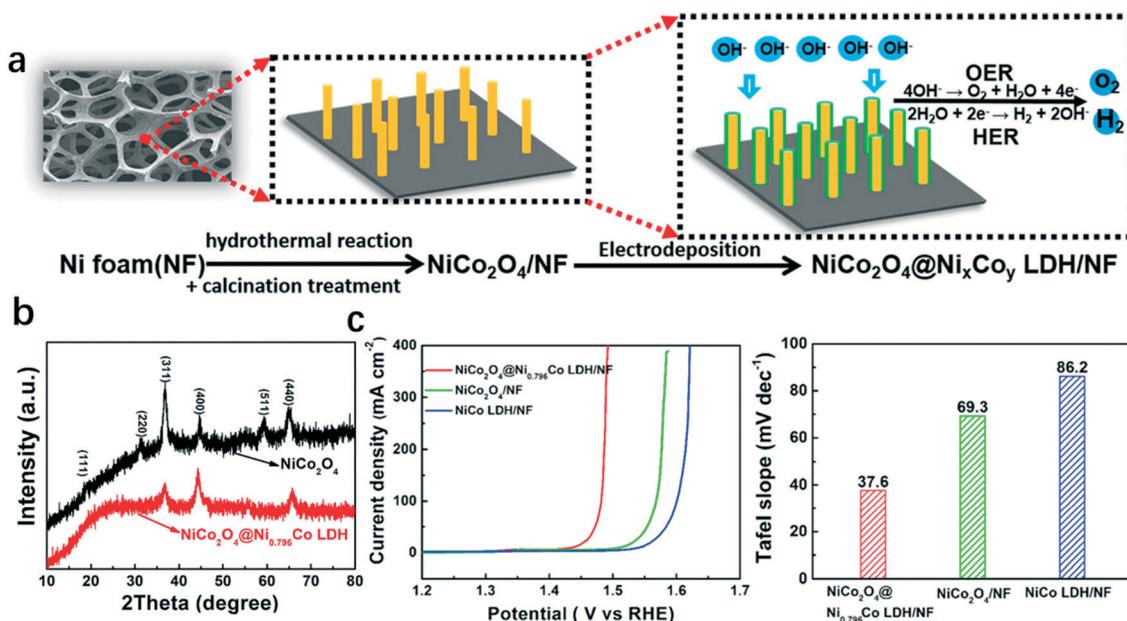 a
OH⁻ OH⁻ OH⁻ OH⁻ OH⁻
OER
4OH⁻ → O₂ + H₂O + 4e⁻
2H₂O + 2e⁻ → H₂ + 2OH⁻
HER
O₂
H₂
hydrothermal reaction
Ni foam(NF)
+ calcination treatment
NiCo₂O₄/NF
Electrodeposition
NiCo₂O₄@NiₓCoᵧ LDH/NF
b
Intensity (a.u.)
(111)
(220)
(311)
(400)
(511)
(440)
NiCo₂O₄
NiCo₂O₄@Ni₀.₇₉₆Co LDH
10 20 30 40 50 60 70 80
2Theta (degree)
c
Current density (mA cm⁻²)
400
300
200
100
0
NiCo₂O₄@Ni₀.₇₉₆Co LDH/NF
NiCo₂O₄/NF
NiCo LDH/NF
1.2 1.3 1.4 1.5 1.6 1.7
Potential ( V vs RHE)
Tafel slope (mV dec⁻¹)
100
80
60
40
20
0
37.6
69.3
86.2
NiCo₂O₄@
Ni₀.₇₉₆Co LDH/NF
NiCo₂O₄/NF
NiCo LDH/NF